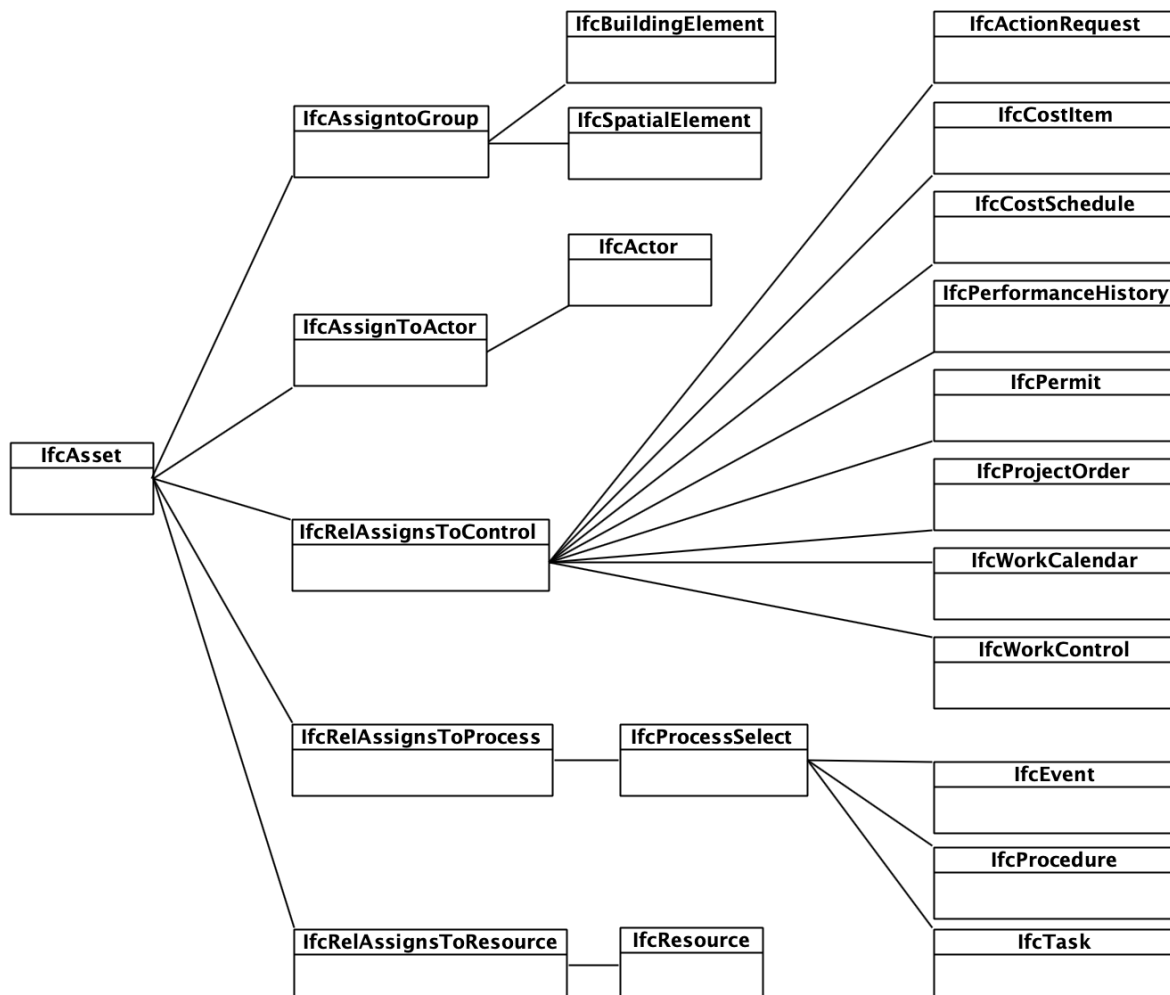 IfcBuildingElement
IfcActionRequest
IfcAssigntoGroup
IfcSpatialElement
IfcCostItem
IfcCostSchedule
IfcActor
IfcPerformanceHistory
IfcAssignToActor
IfcPermit
IfcAsset
IfcProjectOrder
IfcRelAssignsToControl
IfcWorkCalendar
IfcWorkControl
IfcRelAssignsToProcess
IfcProcessSelect
IfcEvent
IfcProcedure
IfcRelAssignsToResource
IfcResource
IfcTask